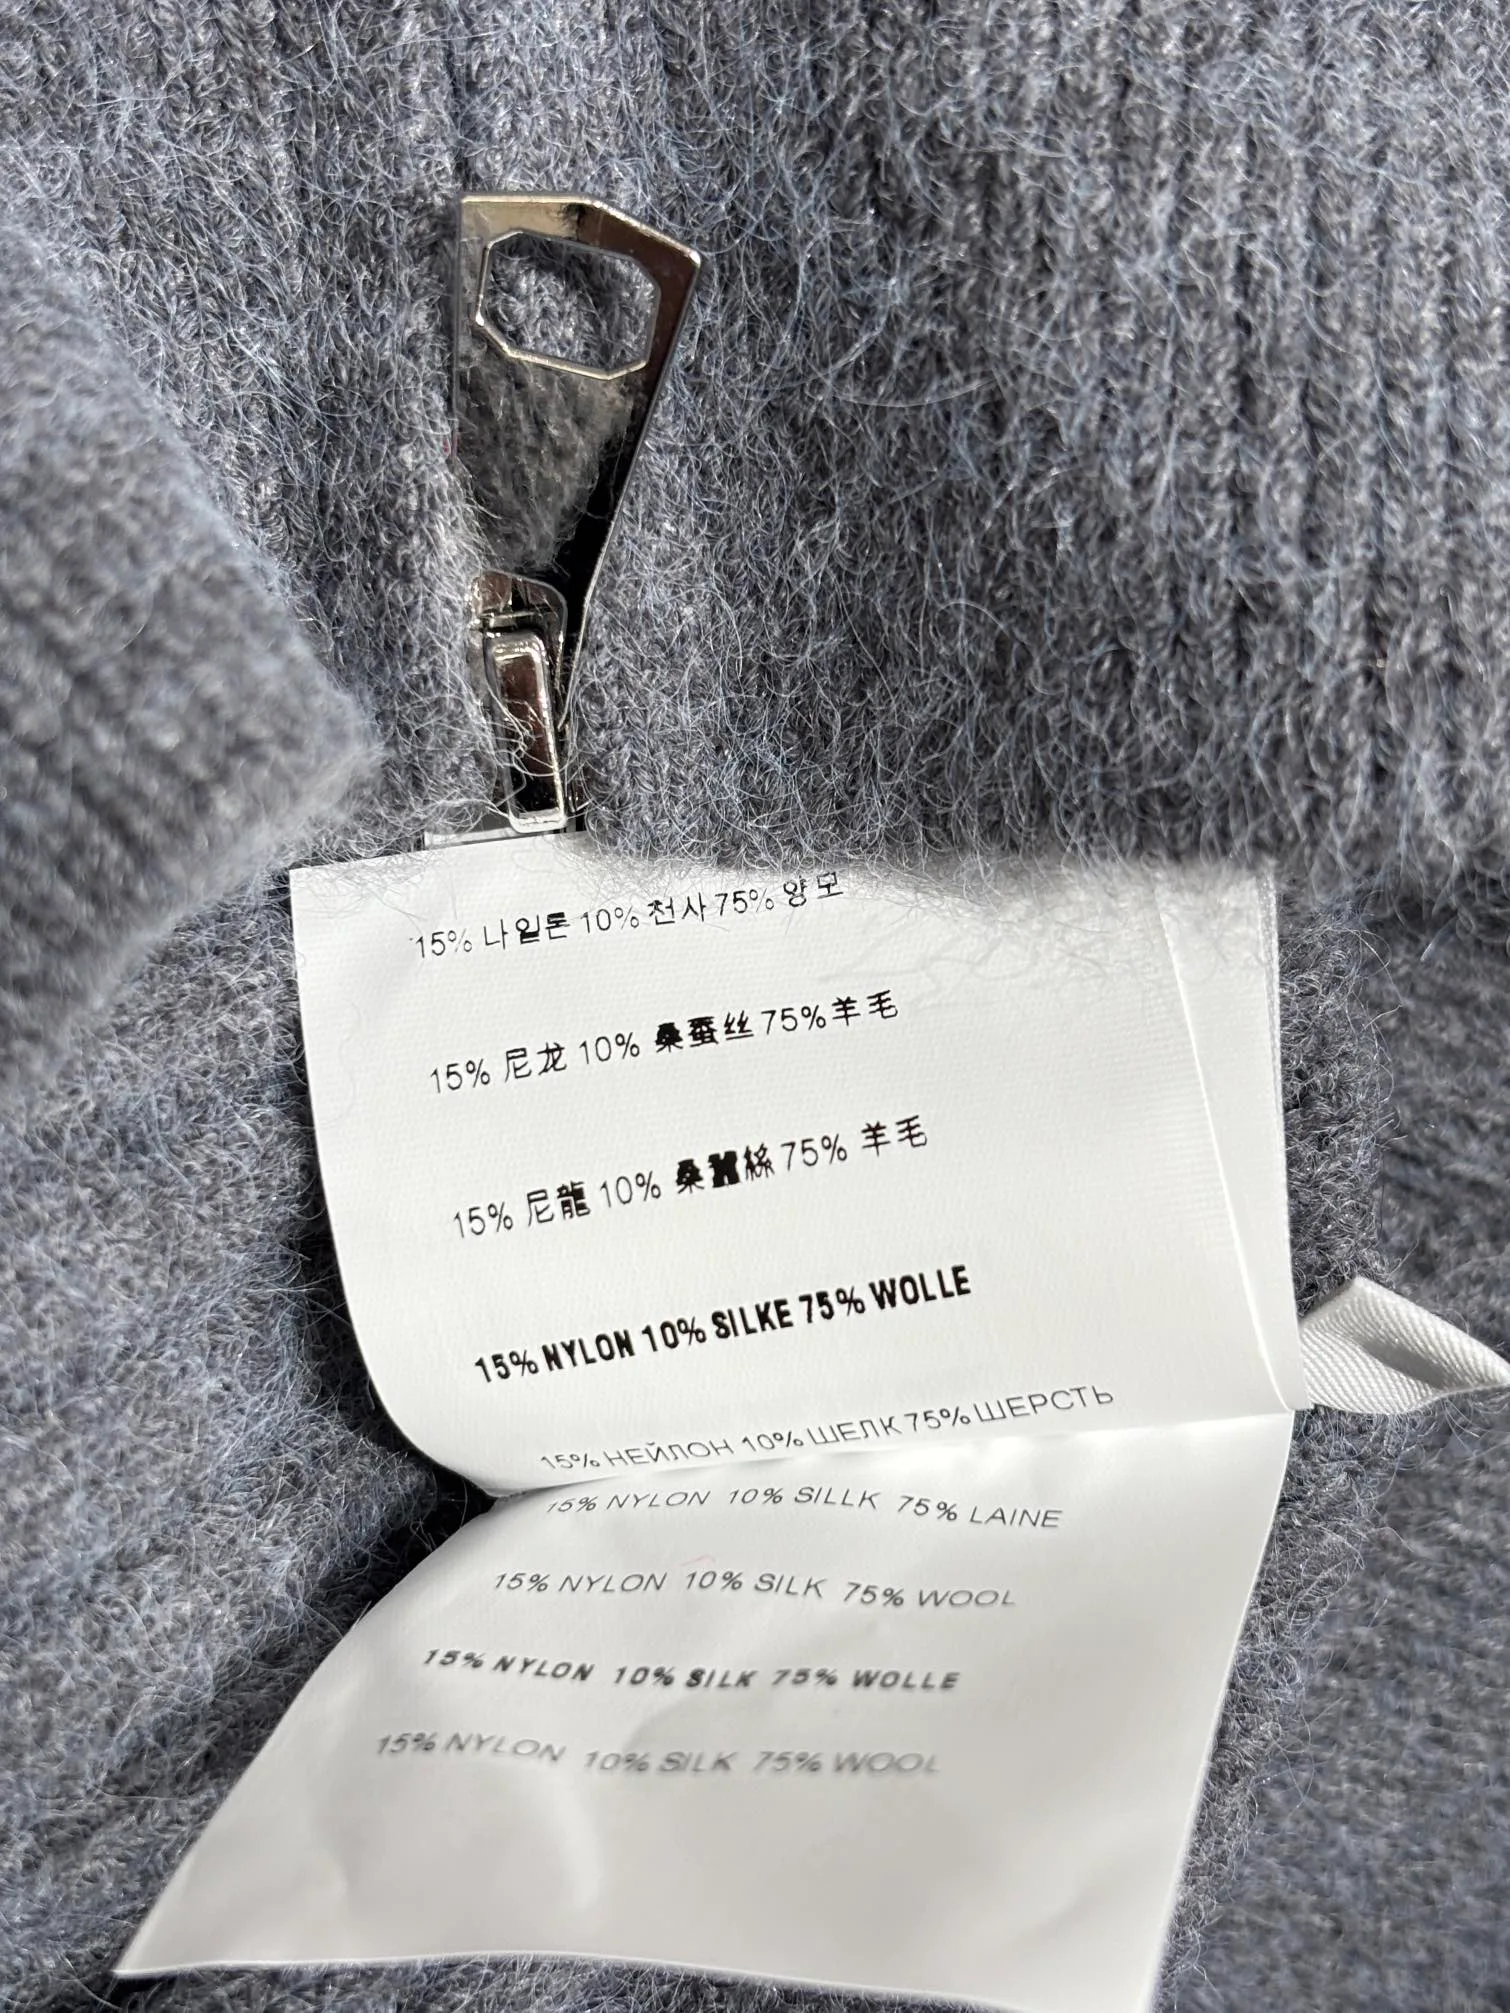 15% 나일론 10% 천사 75% 양모
15% 尼龙 10% 桑蚕丝 75% 羊毛
15% 尼龍 10% 桑蠶絲 75% 羊毛
15% NYLON 10% SILKE 75% WOLLE
15% НЕЙЛОН 10% ШЕЛК 75% ШЕРСТЬ
15% NYLON 10% SILLK 75% LAINE
15% NYLON 10% SILK 75% WOOL
15% NYLON 10% SILK 75% WOLLE
15% NYLON 10% SILK 75% WOOL